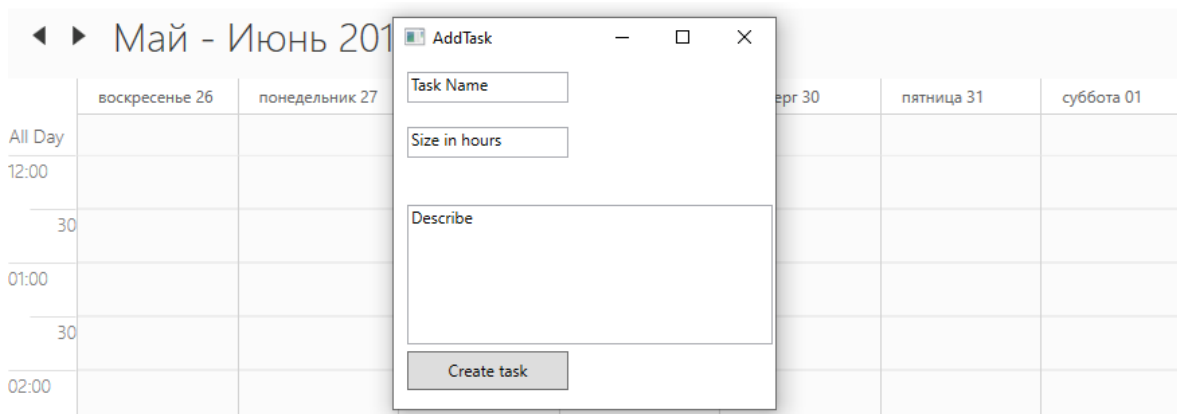 Май - Июнь 201
AddTask
воскресенье 26
понедельник 27
ерг 30
пятница 31
суббота 01
All Day
12:00
30
01:00
30
02:00
Task Name
Size in hours
Describe
Create task